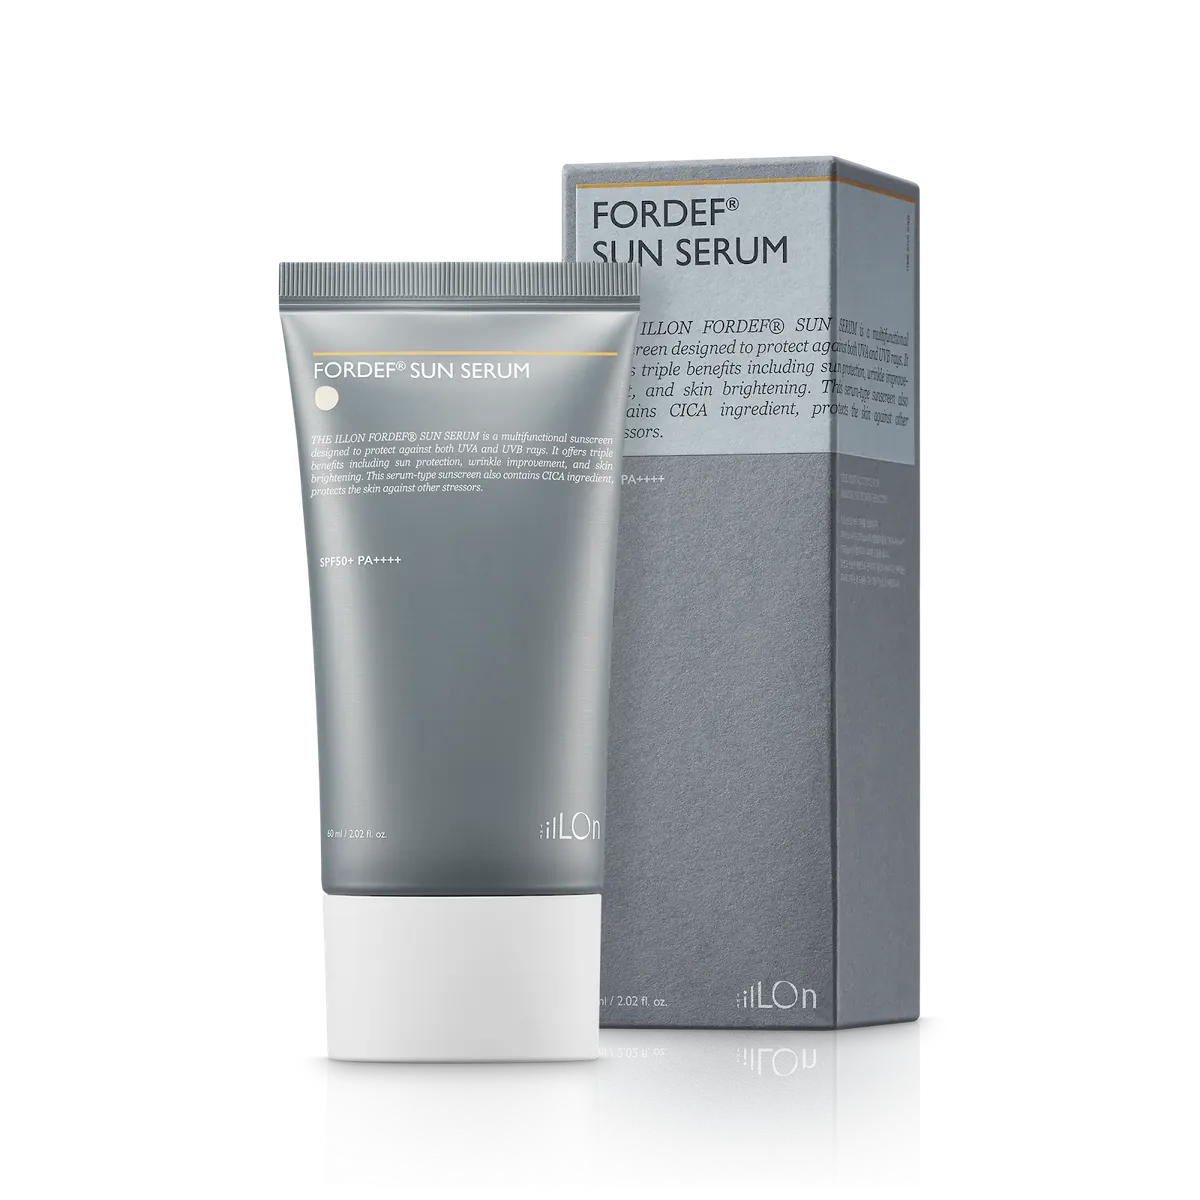 FORDEF® SUN SERUM
THE ILLON FORDEF® SUN SERUM is a multifunctional sunscreen
designed to protect against both UVA and UVB rays. It offers triple
benefits including sun protection, wrinkle improvement, and skin
brightening. This serum-type sunscreen also contains CICA ingredient,
protects the skin against other stressors.
SPF50+ PA++++
60 ml / 2.02 fl. oz.
THE illOn
FORDEF®
SUN SERUM
ILLON FORDEF® SUN SERUM is a multifunctional
reen designed to protect against both UVA and UVB rays. It
s triple benefits including sun protection, wrinkle improve-
t, and skin brightening. This serum-type sunscreen also
ains CICA ingredient, protects the skin against other
ssors.
PA++++
ml / 2.02 fl. oz.
THE illOn